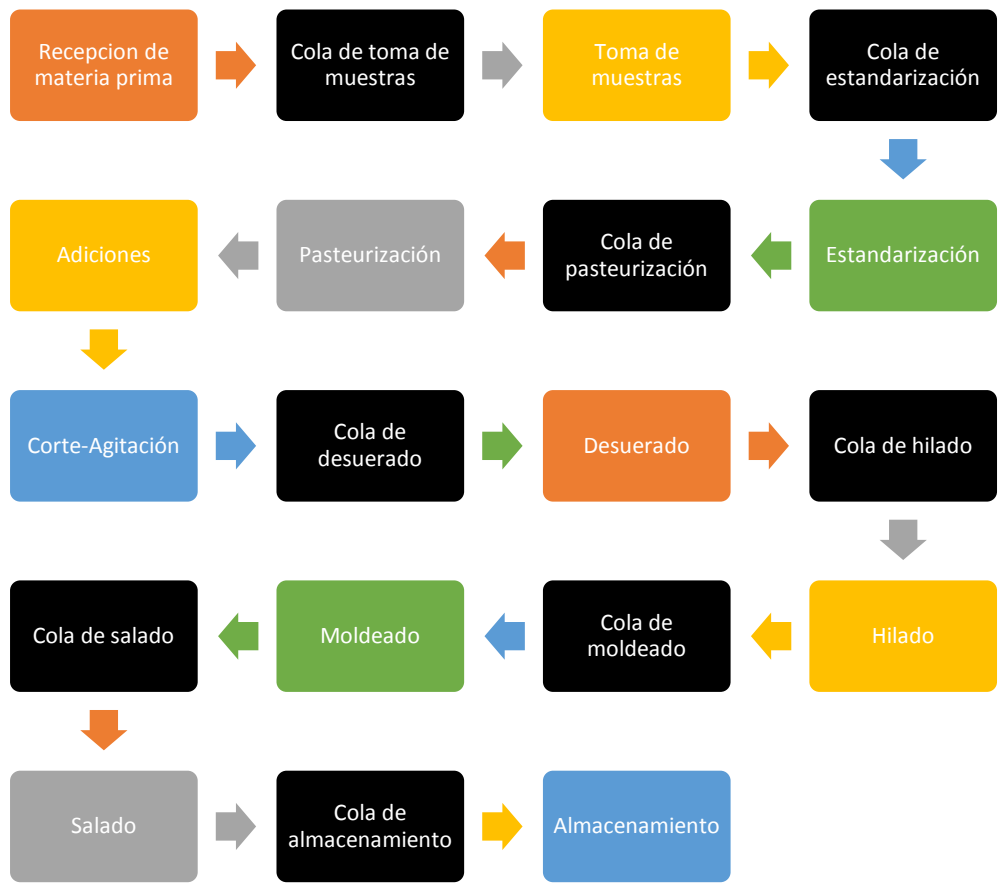 Recepcion de
materia prima
Cola de toma de
muestras
Toma de
muestras
Cola de
estandarización
Estandarización
Cola de
pasteurización
Pasteurización
Adiciones
Corte-Agitación
Cola de
desuerado
Desuerado
Cola de hilado
Hilado
Cola de
moldeado
Moldeado
Cola de salado
Salado
Cola de
almacenamiento
Almacenamiento